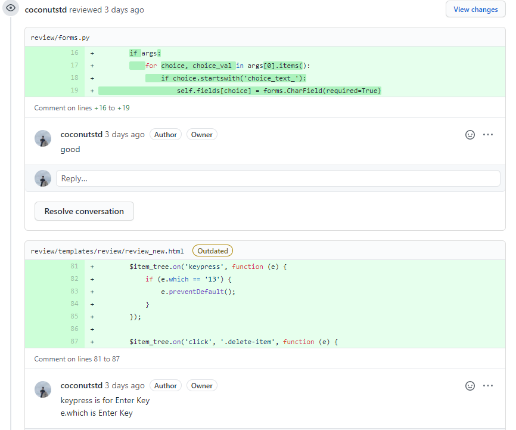 coconutstd reviewed 3 days ago
View changes
review/forms.py
16 + if args:
17 + for choice, choice_val in args[0].items():
18 + if choice.startswith('choice_text_'):
19 + self.fields[choice] = forms.CharField(required=True)
Comment on lines +16 to +19
coconutstd 3 days ago Author Owner
good
Reply...
Resolve conversation
review/templates/review/review_new.html Outdated
81 + $item_tree.on('keypress', function (e) {
82 + if (e.which == '13') {
83 + e.preventDefault();
84 + }
85 + });
86 +
87 + $item_tree.on('click', '.delete-item', function (e) {
Comment on lines 81 to 87
coconutstd 3 days ago Author Owner
keypress is for Enter Key
e.which is Enter Key